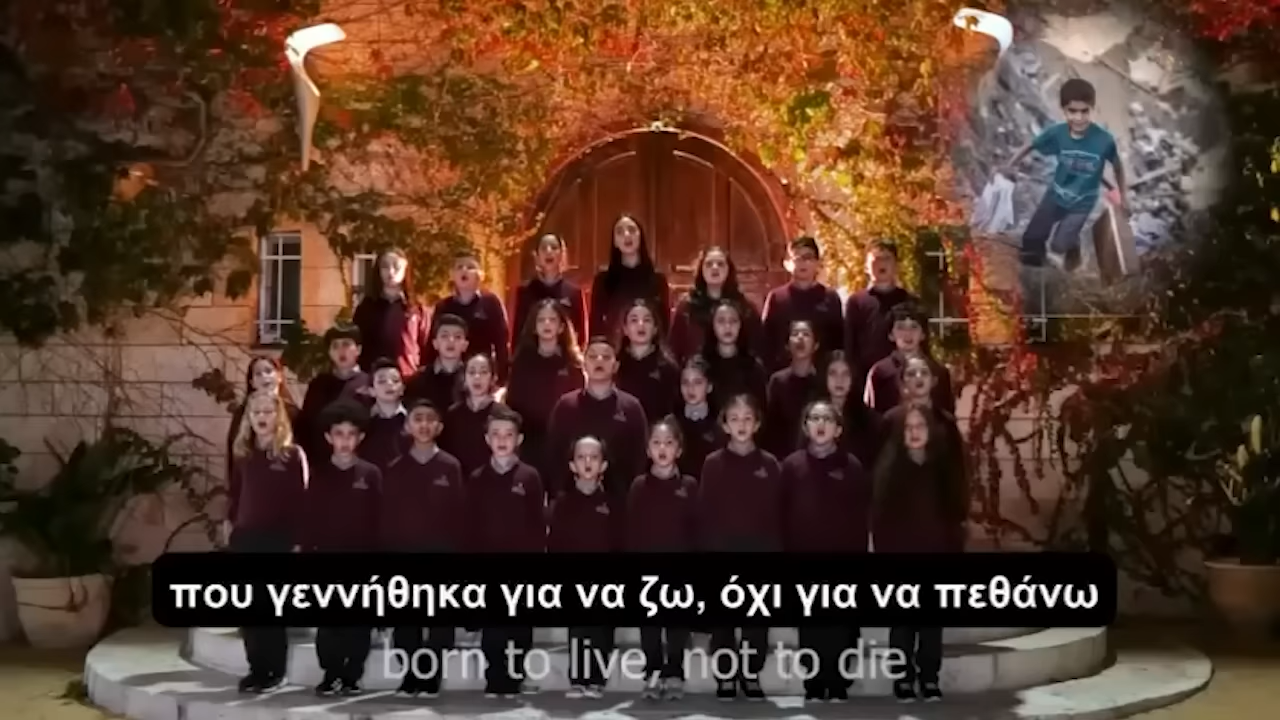 που γεννήθηκα για να ζω, όχι για να πεθάνω
born to live, not to die